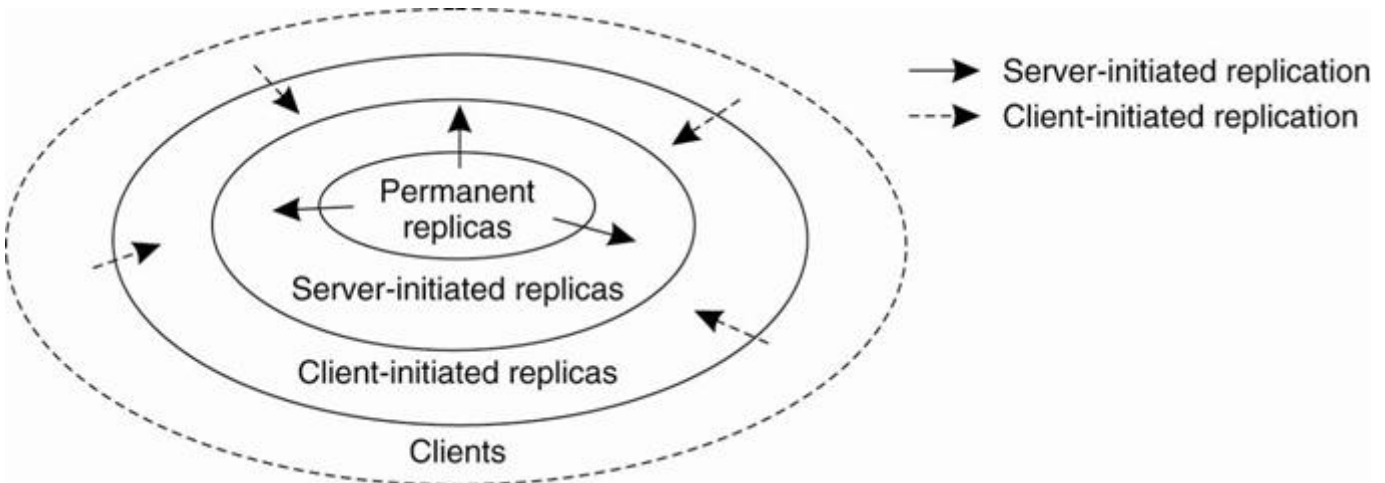 Server-initiated replication
Client-initiated replication
Permanent
replicas
Server-initiated replicas
Client-initiated replicas
Clients